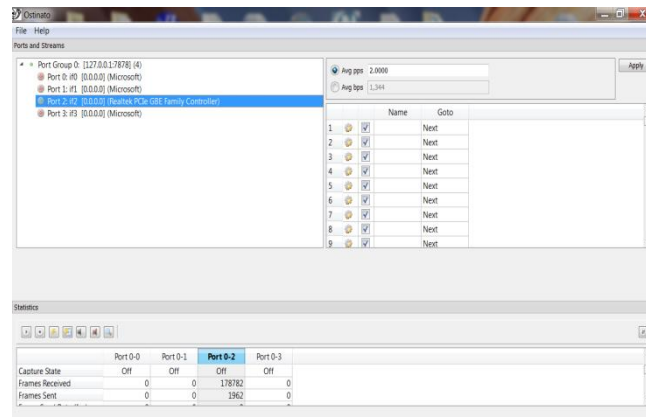 Ostinato
File Help
Ports and Streams
Port Group 0: [127.0.0.1:7878] (4)
Port 0: if0 [0.0.0.0] (Microsoft)
Port 1: if1 [0.0.0.0] (Microsoft)
Port 2: if2 [0.0.0.0] (Realtek PCIe GBE Family Controller)
Port 3: if3 [0.0.0.0] (Microsoft)
Avg pps 2.0000
Avg bps 1,344
Apply
Name Goto
1 Next
2 Next
3 Next
4 Next
5 Next
6 Next
7 Next
8 Next
9 Next
Statistics
Port 0-0 Port 0-1 Port 0-2 Port 0-3
Capture State Off Off Off Off
Frames Received 0 0 178782 0
Frames Sent 0 0 1962 0